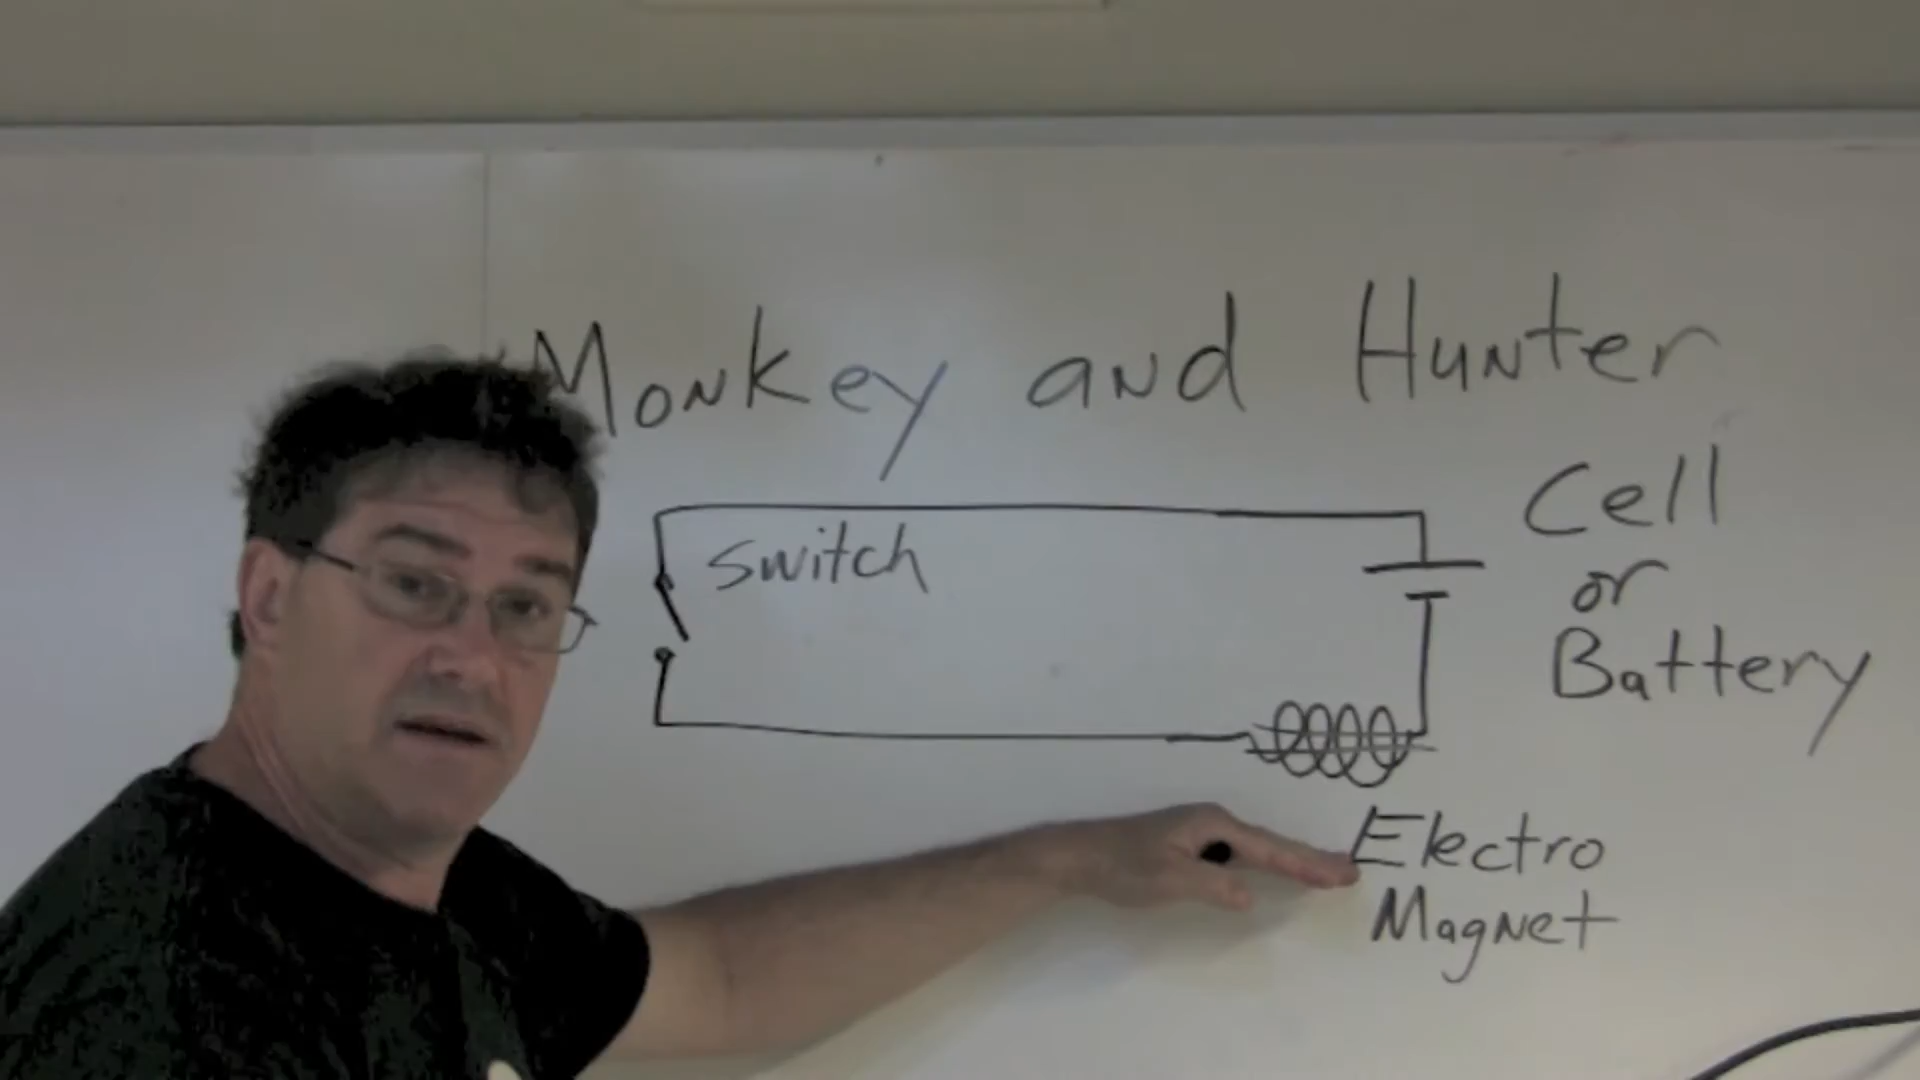 Monkey and Hunter
Switch
Cell
or
Battery
Electro
Magnet